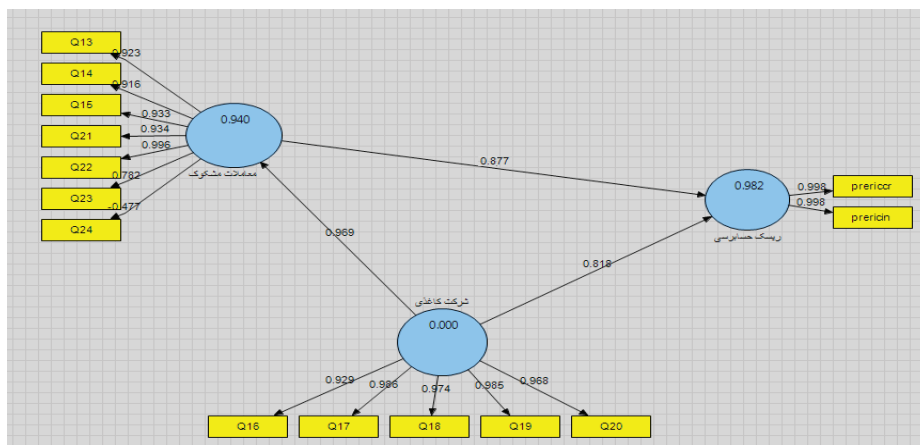 Q13
0.923
Q14
0.916
Q15
0.933
Q21
0.934
Q22
0.996
Q23
0.782
Q24
-0.477
0.940
معاملات مشکوک
0.877
0.982
ریسک حسابرسی
0.998
prericcr
0.998
prericin
0.969
0.818
شرکت کاغذی
0.000
0.929
0.986
0.974
0.985
0.968
Q16
Q17
Q18
Q19
Q20